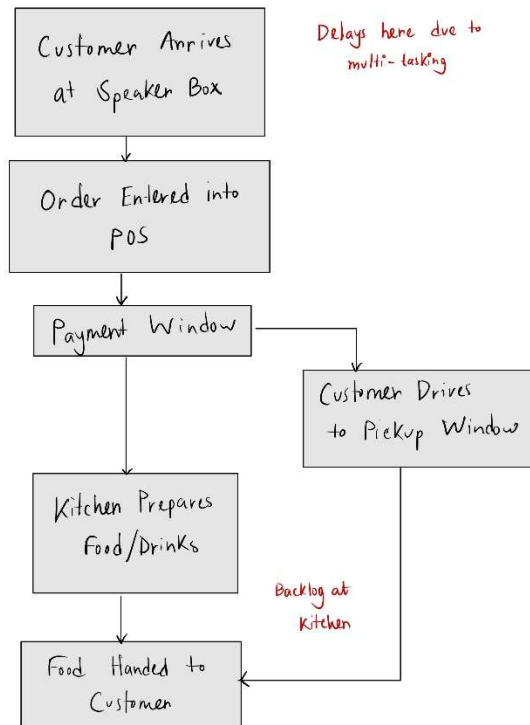 Customer Arrives
at Speaker Box
Delays here due to
multi-tasking
Order Entered into
POS
Payment Window
Customer Drives
to Pickup Window
Kitchen Prepares
Food/Drinks
Backlog at
Kitchen
Food Handed to
Customer